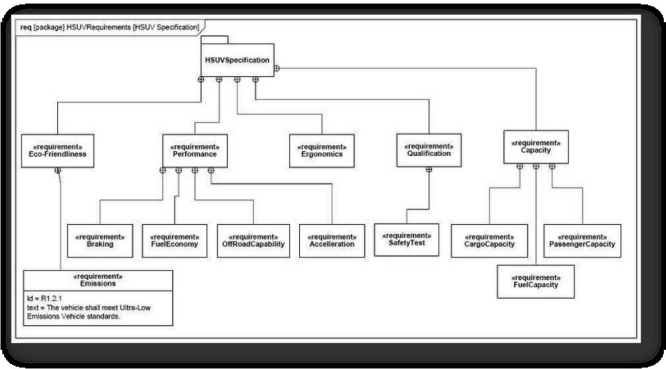 req [package] HSUVRequirements [HSUV Specification]
HSUVSpecification
«requirement»
Eco-Friendliness
«requirement»
Performance
«requirement»
Ergonomics
«requirement»
Qualification
«requirement»
Capacity
«requirement»
Braking
«requirement»
FuelEconomy
«requirement»
OffRoadCapability
«requirement»
Accelleration
«requirement»
SafetyTest
«requirement»
CargoCapacity
«requirement»
PassengerCapacity
«requirement»
FuelCapacity
«requirement»
Emissions
Id = R1.2.1
text = The vehicle shall meet Ultra-Low
Emissions Vehicle standards.